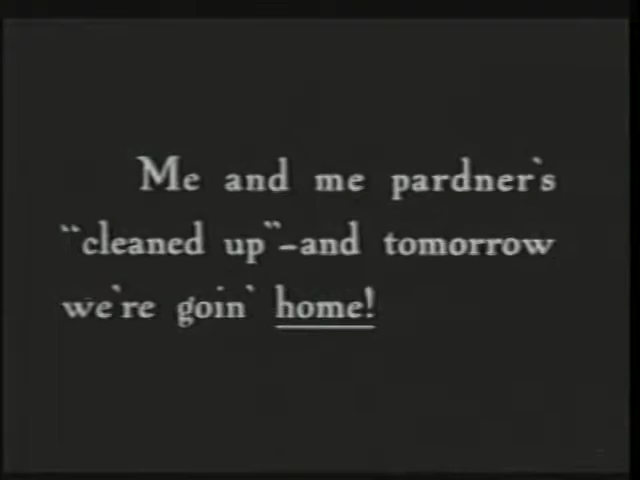 Me and me pardner`s
``cleaned up``-and tomorrow
we`re goin` home!